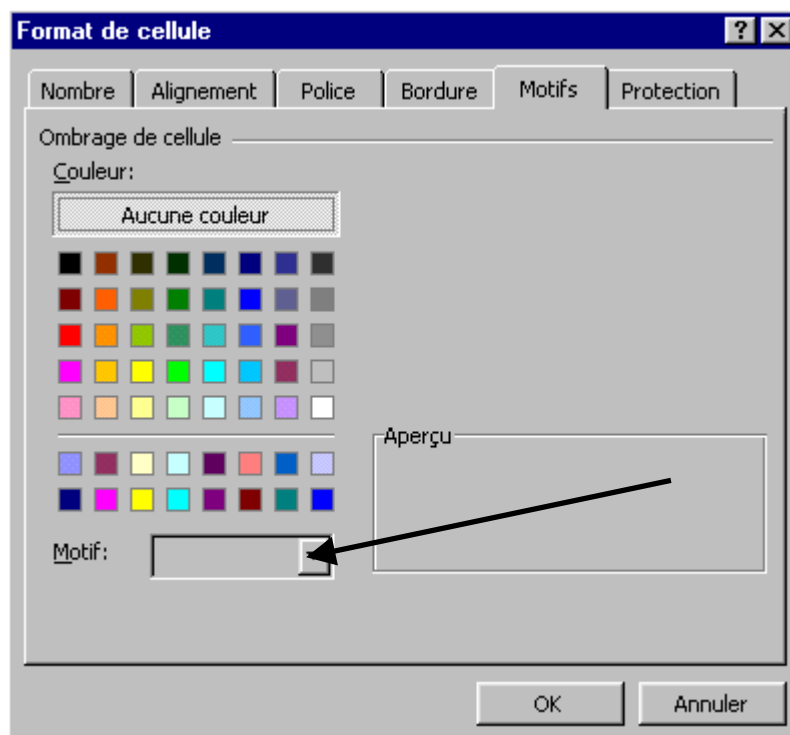 Format de cellule
Nombre Alignement Police Bordure Motifs Protection
Ombrage de cellule
Couleur:
Aucune couleur
Aperçu
Motif:
OK Annuler